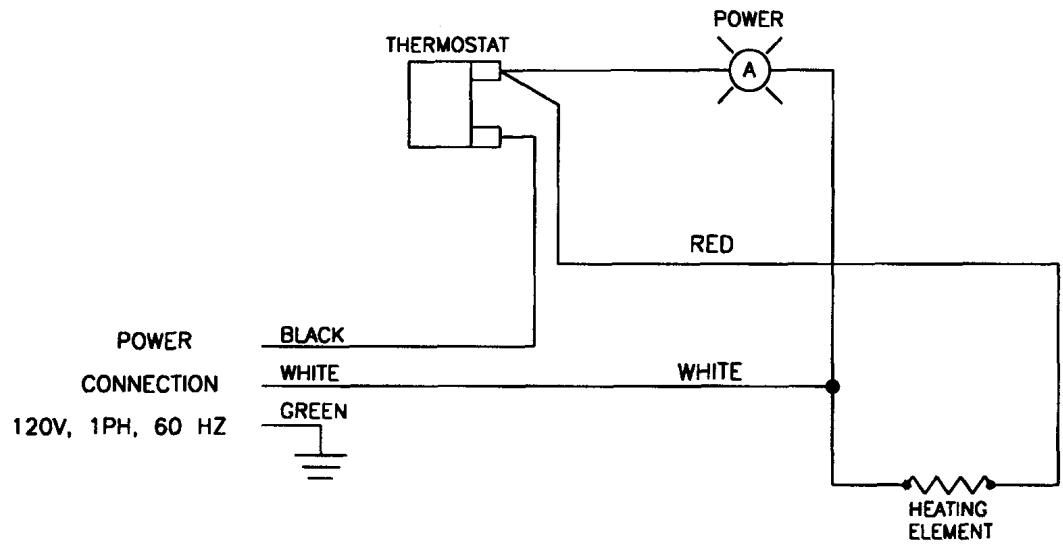 POWER
THERMOSTAT
A
RED
POWER
BLACK
CONNECTION
WHITE
WHITE
120V, 1PH, 60 HZ
GREEN
HEATING
ELEMENT